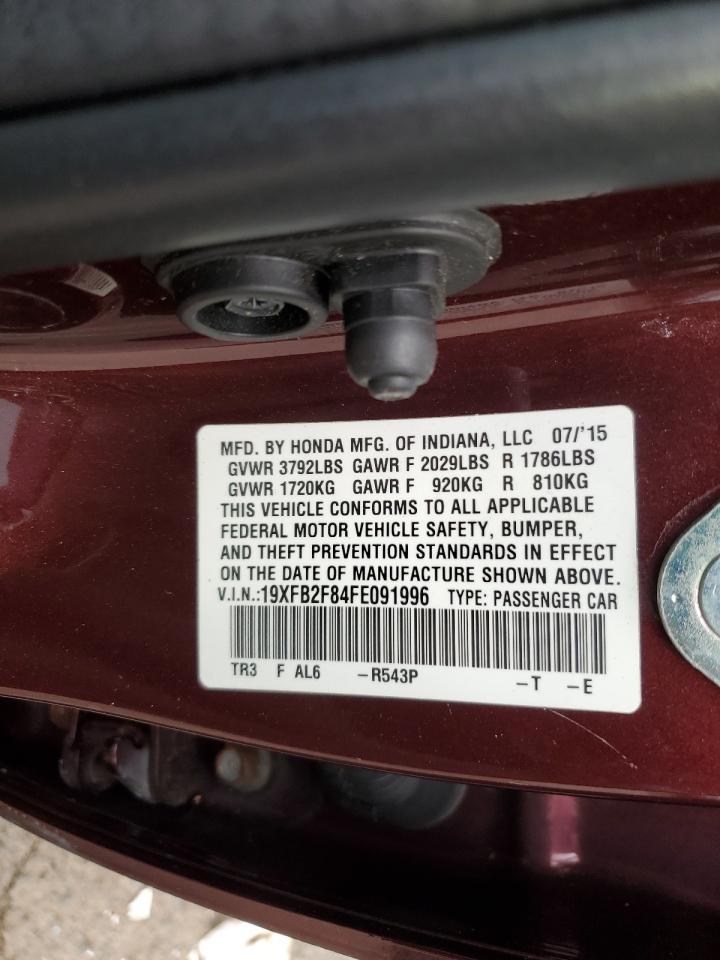 MFD. BY HONDA MFG. OF INDIANA, LLC 07/'15
GVWR 3792LBS GAWR F 2029LBS R 1786LBS
GVWR 1720KG GAWR F 920KG R 810KG
THIS VEHICLE CONFORMS TO ALL APPLICABLE
FEDERAL MOTOR VEHICLE SAFETY, BUMPER,
AND THEFT PREVENTION STANDARDS IN EFFECT
ON THE DATE OF MANUFACTURE SHOWN ABOVE.
V.I.N.:19XFB2F84FE091996 TYPE: PASSENGER CAR
TR3 F AL6 -R543P -T -E